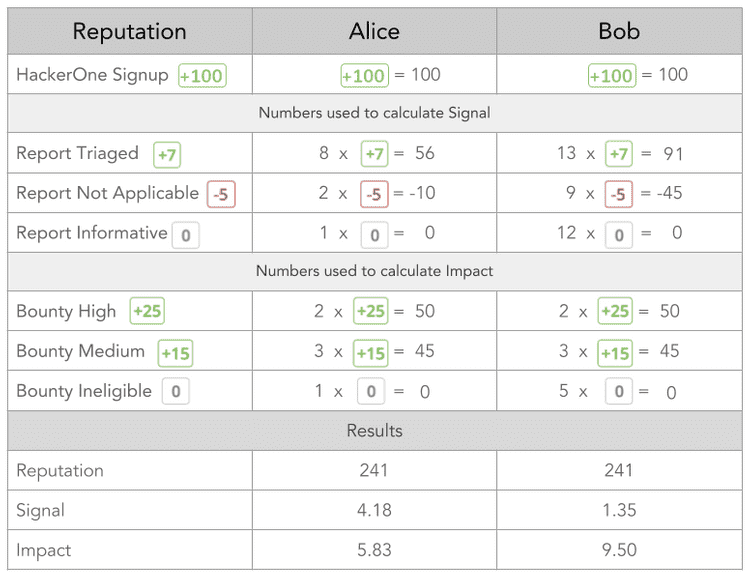 Reputation Alice Bob
HackerOne Signup +100 +100 = 100 +100 = 100
Numbers used to calculate Signal
Report Triaged +7 8 x +7 = 56 13 x +7 = 91
Report Not Applicable -5 2 x -5 = -10 9 x -5 = -45
Report Informative 0 1 x 0 = 0 12 x 0 = 0
Numbers used to calculate Impact
Bounty High +25 2 x +25 = 50 2 x +25 = 50
Bounty Medium +15 3 x +15 = 45 3 x +15 = 45
Bounty Ineligible 0 1 x 0 = 0 5 x 0 = 0
Results
Reputation 241 241
Signal 4.18 1.35
Impact 5.83 9.50